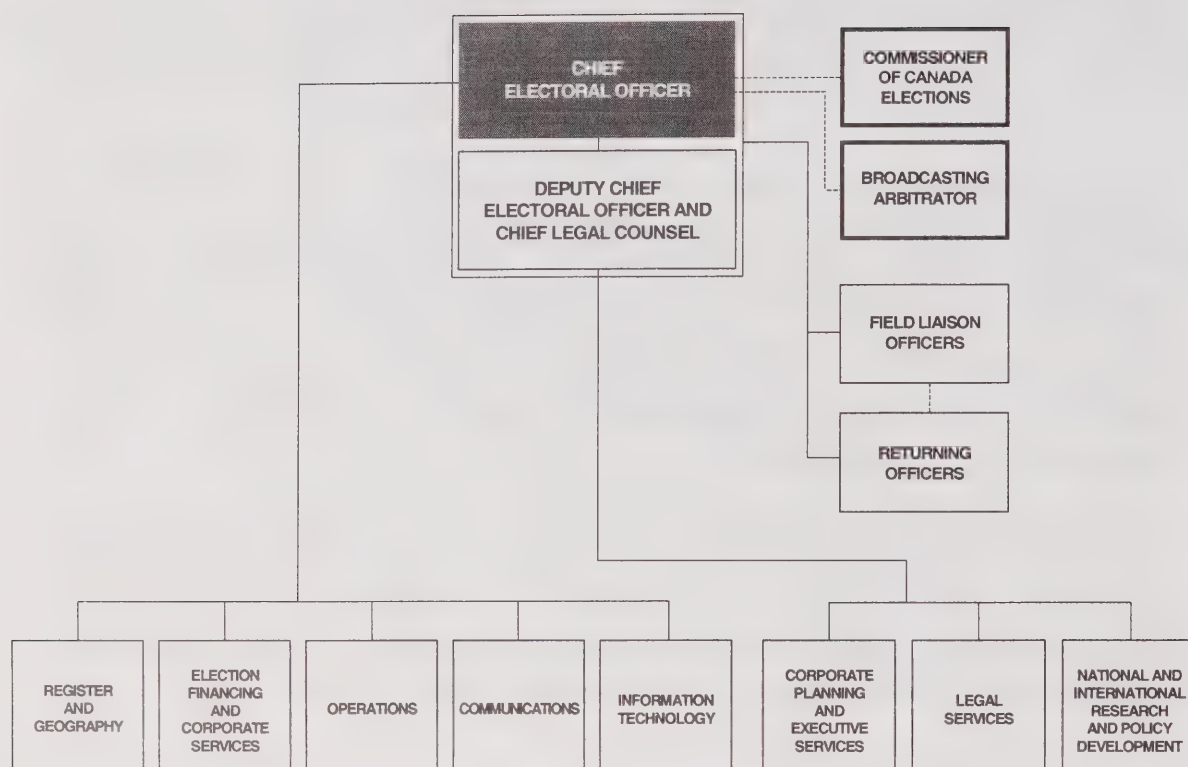 CHIEF
ELECTORAL OFFICER
COMMISSIONER
OF CANADA
ELECTIONS
DEPUTY CHIEF
ELECTORAL OFFICER AND
CHIEF LEGAL COUNSEL
BROADCASTING
ARBITRATOR
FIELD LIAISON
OFFICERS
RETURNING
OFFICERS
REGISTER
AND
GEOGRAPHY
ELECTION
FINANCING
AND
CORPORATE
SERVICES
OPERATIONS
COMMUNICATIONS
INFORMATION
TECHNOLOGY
CORPORATE
PLANNING
AND
EXECUTIVE
SERVICES
LEGAL
SERVICES
NATIONAL AND
INTERNATIONAL
RESEARCH
AND POLICY
DEVELOPMENT